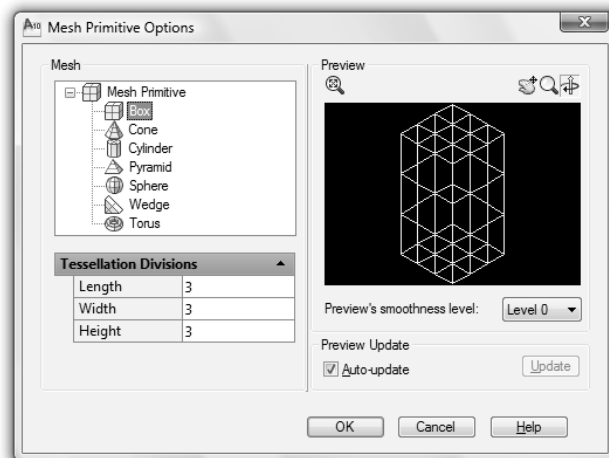 A10 Mesh Primitive Options
Mesh
Mesh Primitive
Box
Cone
Cylinder
Pyramid
Sphere
Wedge
Torus
Tessellation Divisions
Length 3
Width 3
Height 3
Preview
Preview's smoothness level: Level 0
Preview Update
Auto-update Update
OK Cancel Help